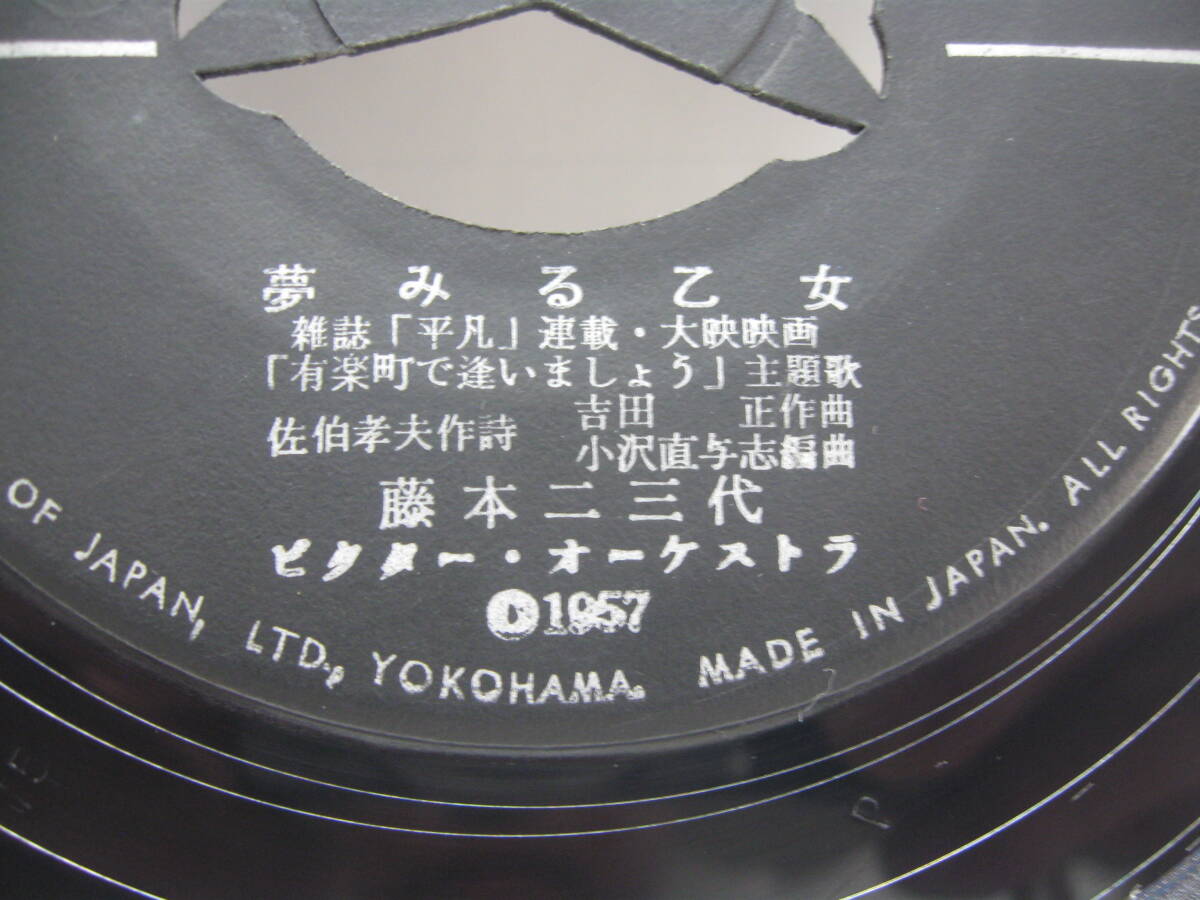 夢みる乙女
雑誌「平凡」連載・大映映画
「有楽町で逢いましょう」主題歌
佐伯孝夫作詩
吉田 正作曲
小沢直与志編曲
藤本二三代
ビクター・オーケストラ
©1957
OF JAPAN, LTD., YOKOHAMA. MADE IN JAPAN. ALL RIGHTS
P